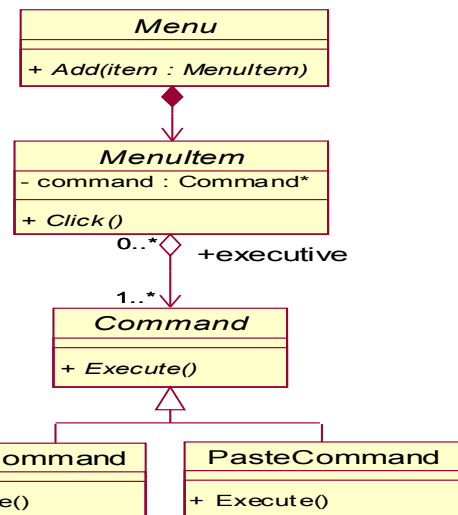 Menu
+ Add(item : MenuItem)
MenuItem
- command : Command*
+ Click()
0..*
+executive
1..*
Command
+ Execute()
ommand
PasteCommand
e()
+ Execute()